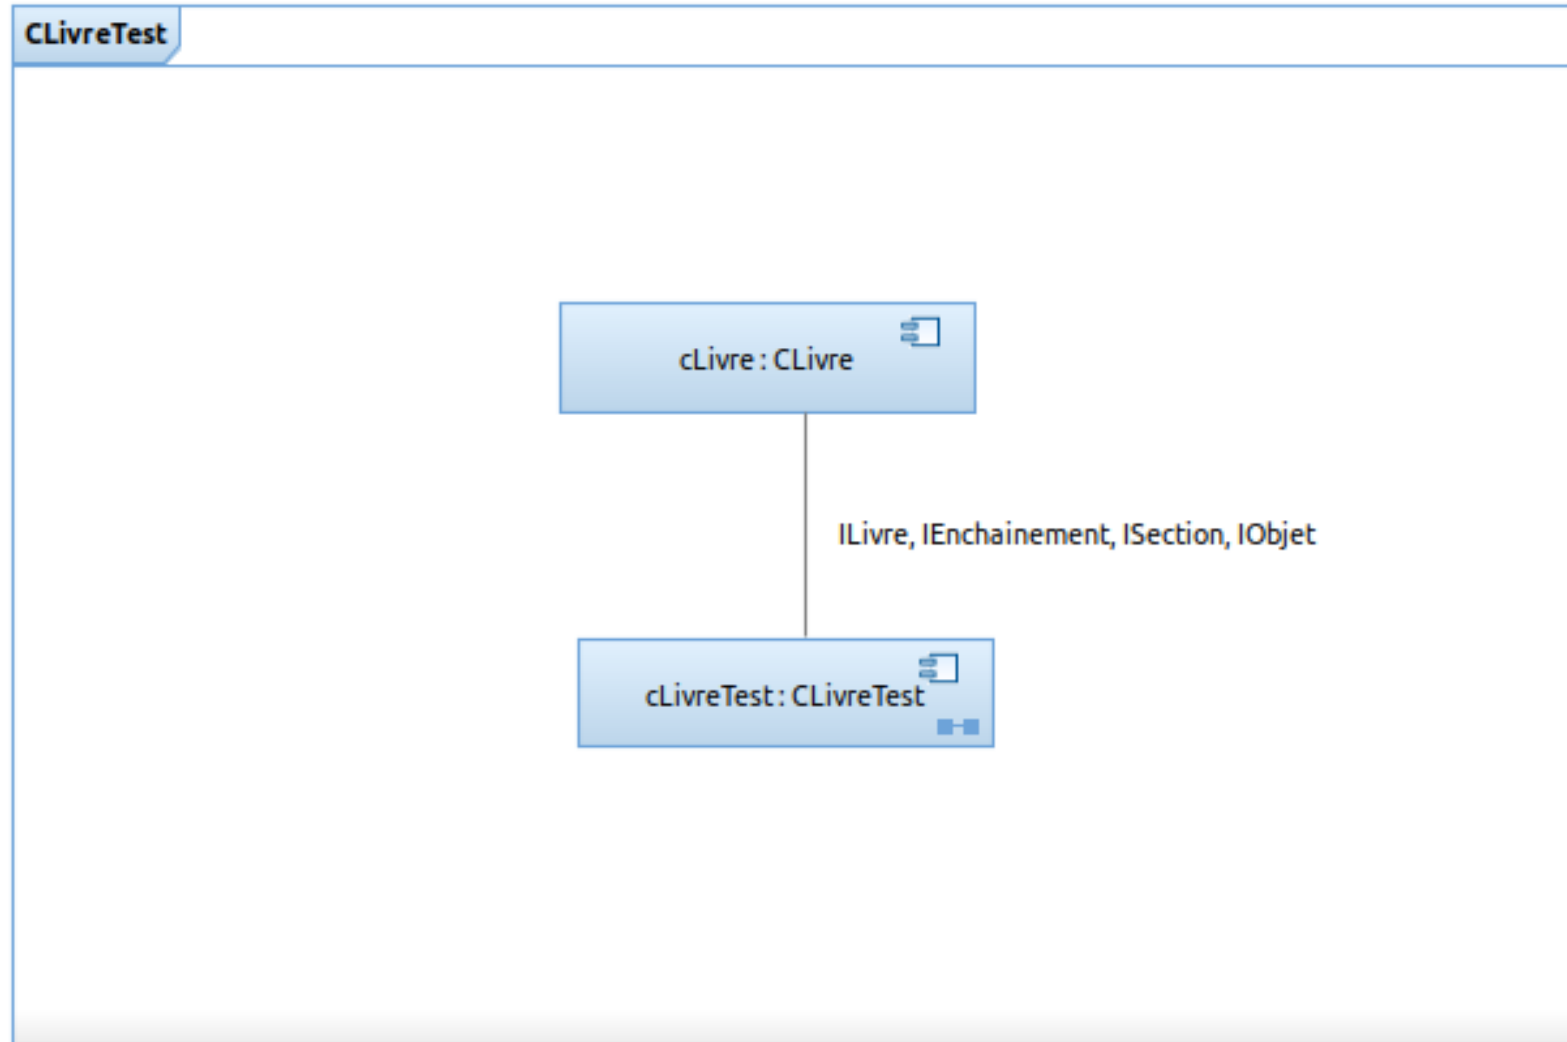 CLivreTest
cLivre : CLivre
ILivre, IEnchainement, ISection, IObjet
cLivreTest : CLivreTest